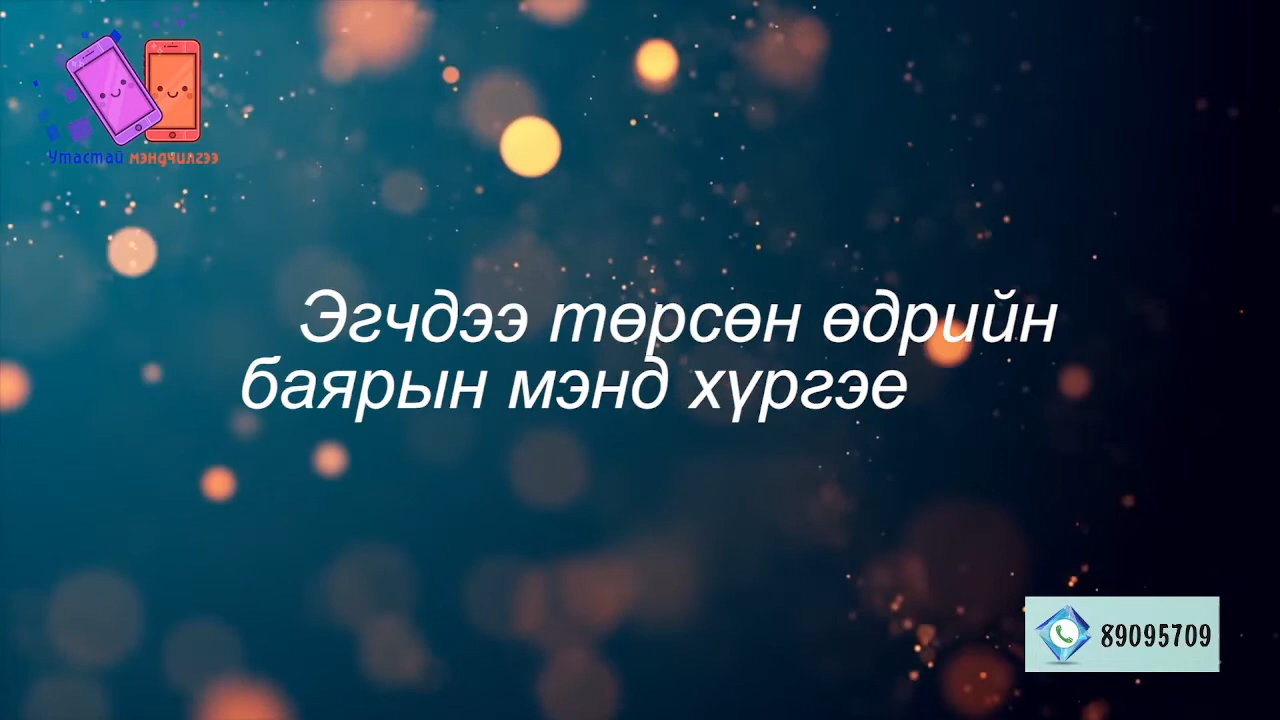 Утастай мэндчилгээ
Эгчдээ төрсөн өдрийн
баярын мэнд хүргэе
89095709